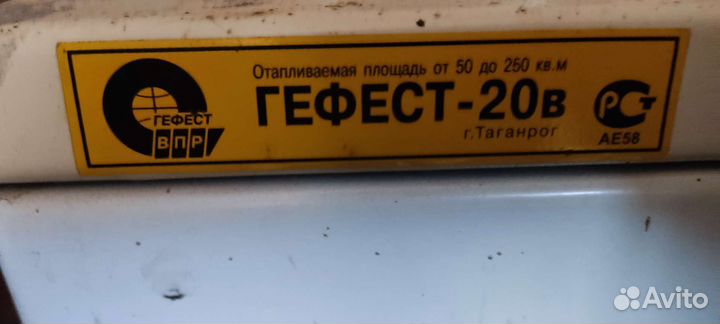 Отапливаемая площадь от 50 до 250 кв.м
ГЕФЕСТ
ВПР
ГЕФЕСТ-20в
г.Таганрог
РСТ
АЕ58
Avito